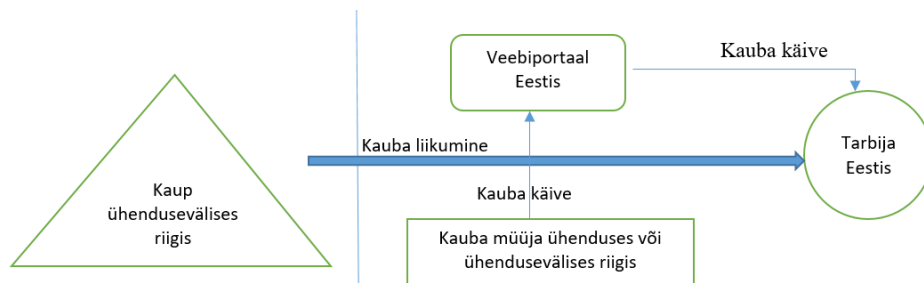 Kaup
ühendusevälises
riigis
Veebiportaal
Eestis
Kauba käive
Kauba liikumine
Tarbija
Eestis
Kauba käive
Kauba müüja ühenduses või
ühendusevälises riigis